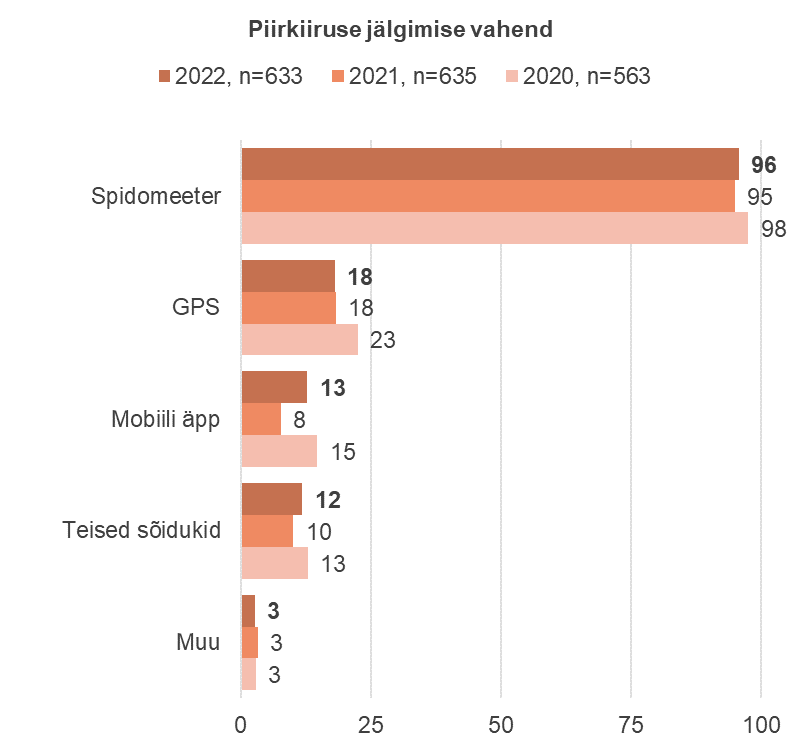 Piirkiiruse jälgimise vahend
2022, n=633 2021, n=635 2020, n=563
Spidomeeter
96
95
98
GPS
18
18
23
Mobiili äpp
13
8
15
Teised sõidukid
12
10
13
Muu
3
3
3
0 25 50 75 100